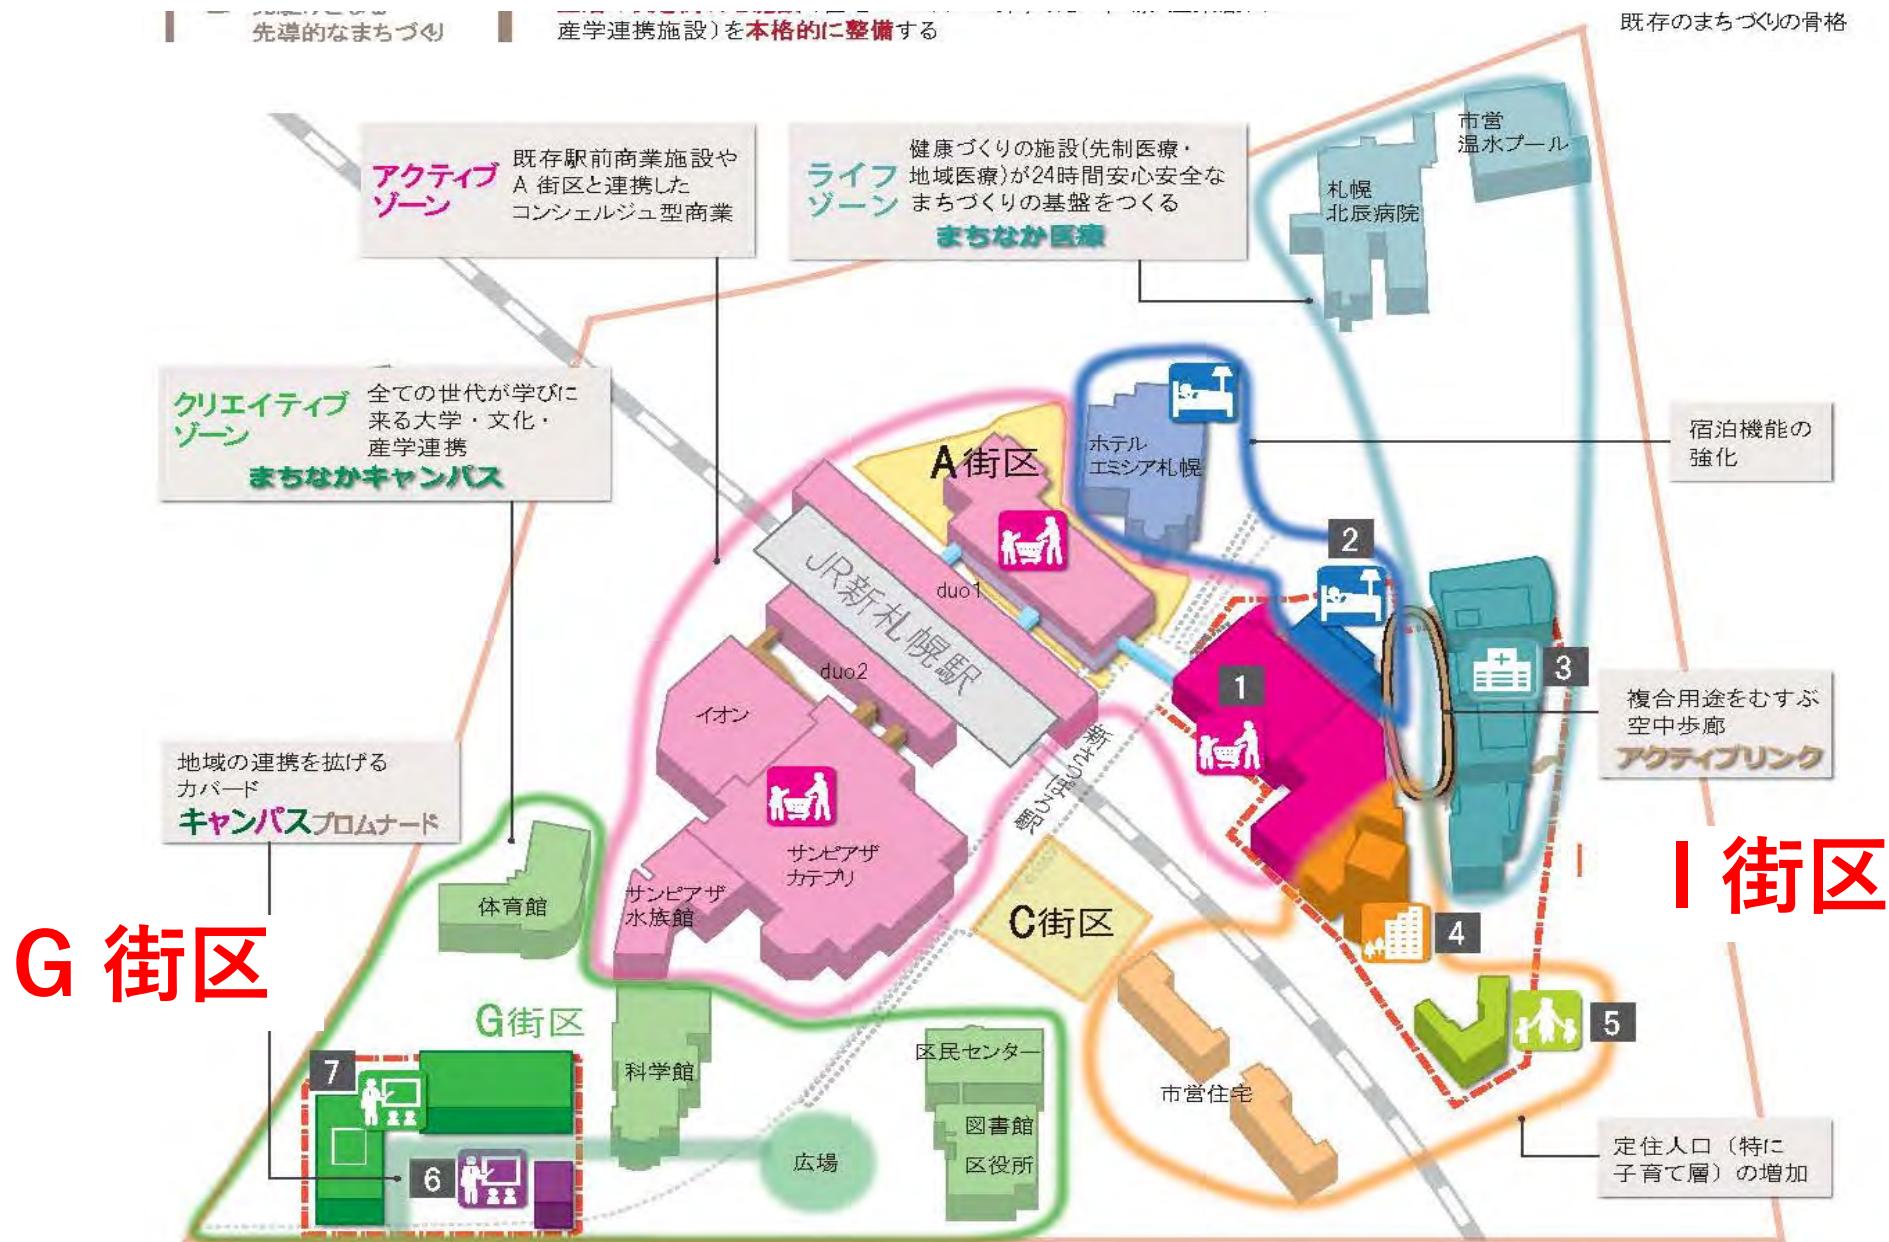 先導的なまちづくり
産学連携施設)を本格的に整備する
既存のまちづくりの骨格
アクティブ
ゾーン
既存駅前商業施設や
A 街区と連携した
コンシェルジュ型商業
ライフ
ゾーン
健康づくりの施設(先制医療・
地域医療)が24時間安心安全な
まちづくりの基盤をつくる
まちなか医療
市営
温水プール
札幌
北辰病院
クリエイティブ
ゾーン
全ての世代が学びに
来る大学・文化・
産学連携
まちなかキャンパス
A街区
ホテル
エミシア札幌
宿泊機能の
強化
2
duo1
JR新札幌駅
duo2
1
3
イオン
新さっぽろ駅
複合用途をむすぶ
空中歩廊
アクティブリンク
地域の連携を拡げる
カバード
キャンパスプロムナード
サンピアザ
カテプリ
サンピアザ
水族館
体育館
C街区
4
I 街区
G 街区
G街区
5
7
科学館
区民センター
市営住宅
図書館
区役所
広場
6
定住人口(特に
子育て層)の増加